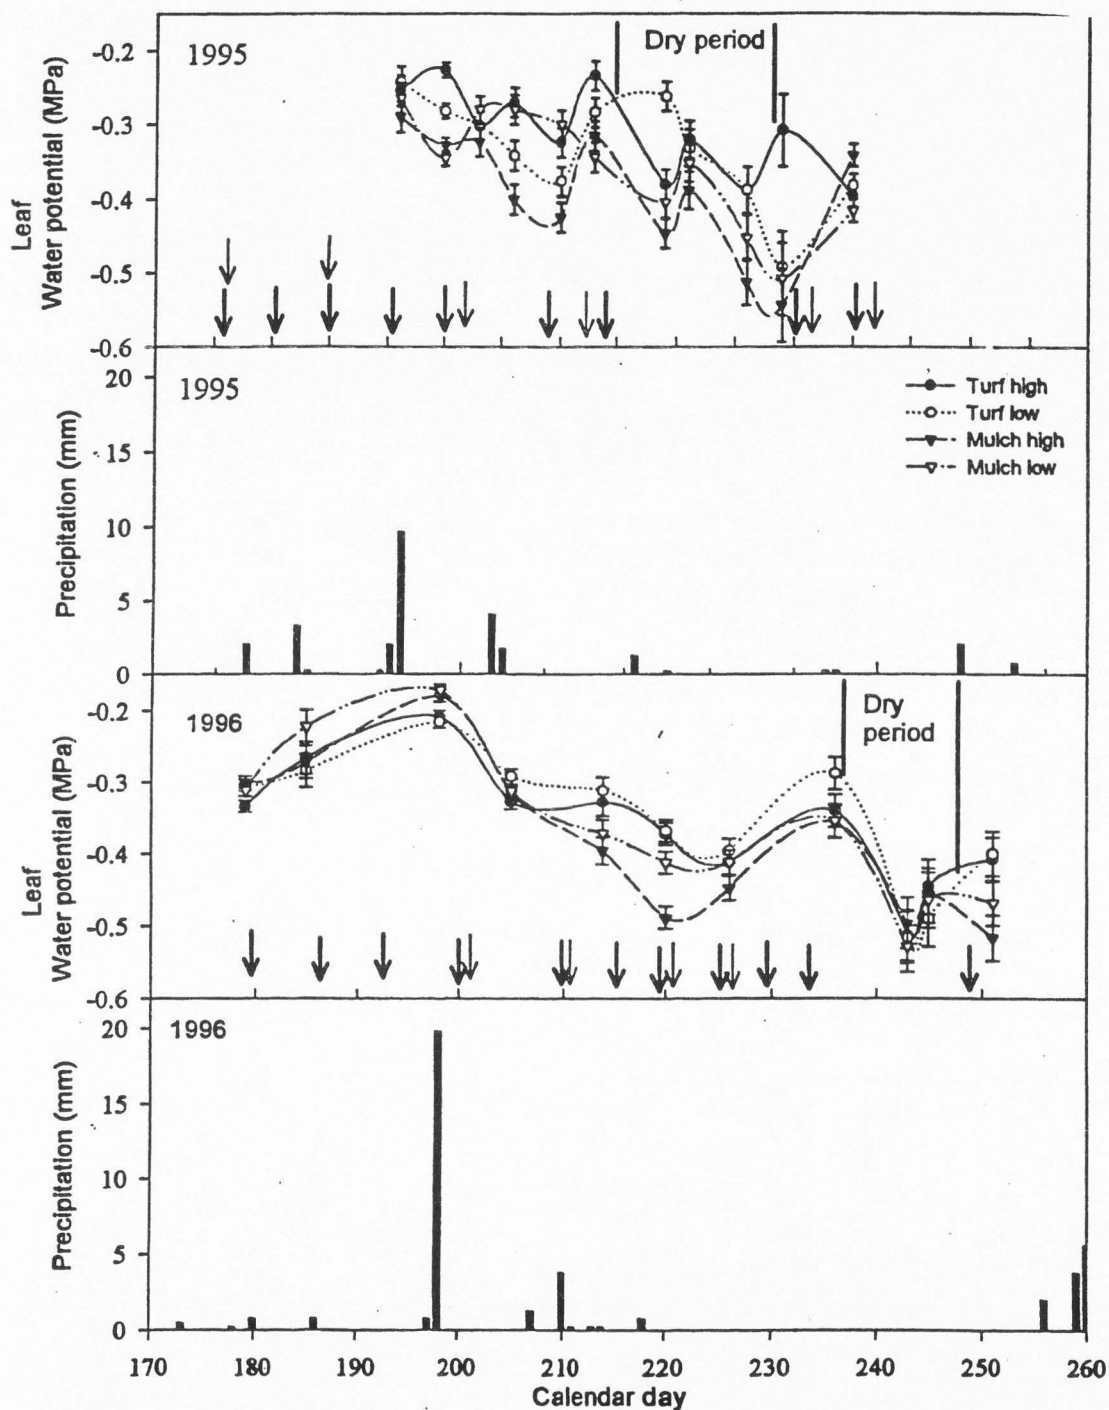 1995
Dry period
-0.2
-0.3
-0.4
-0.5
-0.6
Leaf
Water potential (MPa)
1995
20
15
10
5
0
Precipitation (mm)
Turf high
Turf low
Mulch high
Mulch low
1996
Dry
period
-0.2
-0.3
-0.4
-0.5
-0.6
Leaf
Water potential (MPa)
1996
20
15
10
5
0
Precipitation (mm)
170 180 190 200 210 220 230 240 250 260
Calendar day